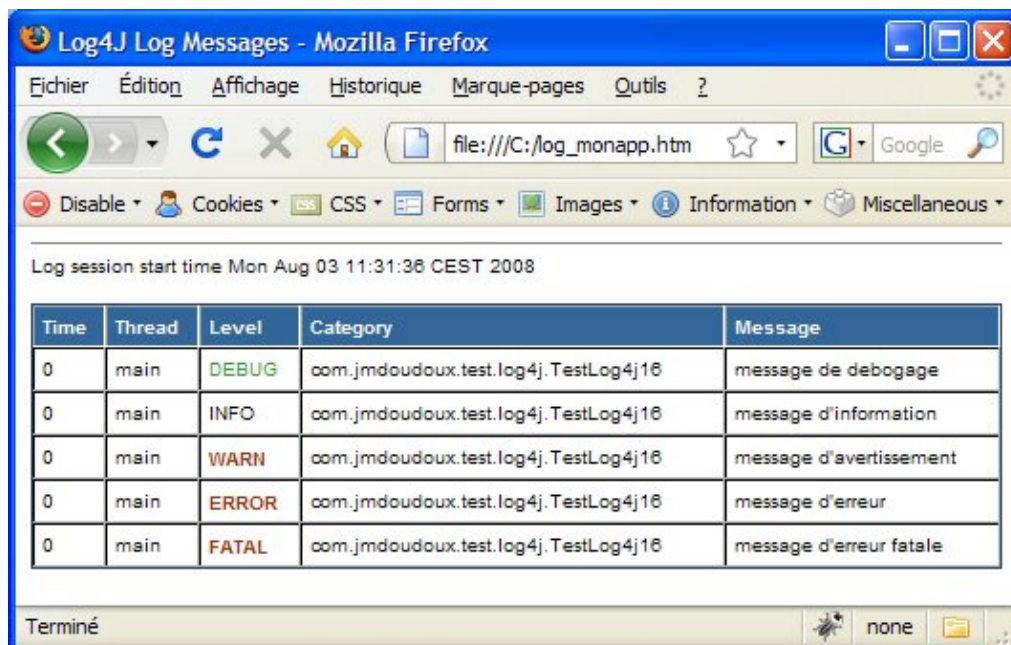 Log4J Log Messages - Mozilla Firefox
Fichier Édition Affichage Historique Marque-pages Outils ?
file:///C:/log_monapp.htm G Google
Disable Cookies CSS CSS Forms Images Information Miscellaneous
Log session start time Mon Aug 03 11:31:36 CEST 2008
Time Thread Level Category Message
0 main DEBUG com.jmdoudoux.test.log4j.TestLog4j16 message de debogage
0 main INFO com.jmdoudoux.test.log4j.TestLog4j16 message d'information
0 main WARN com.jmdoudoux.test.log4j.TestLog4j16 message d'avertissement
0 main ERROR com.jmdoudoux.test.log4j.TestLog4j16 message d'erreur
0 main FATAL com.jmdoudoux.test.log4j.TestLog4j16 message d'erreur fatale
Terminé none